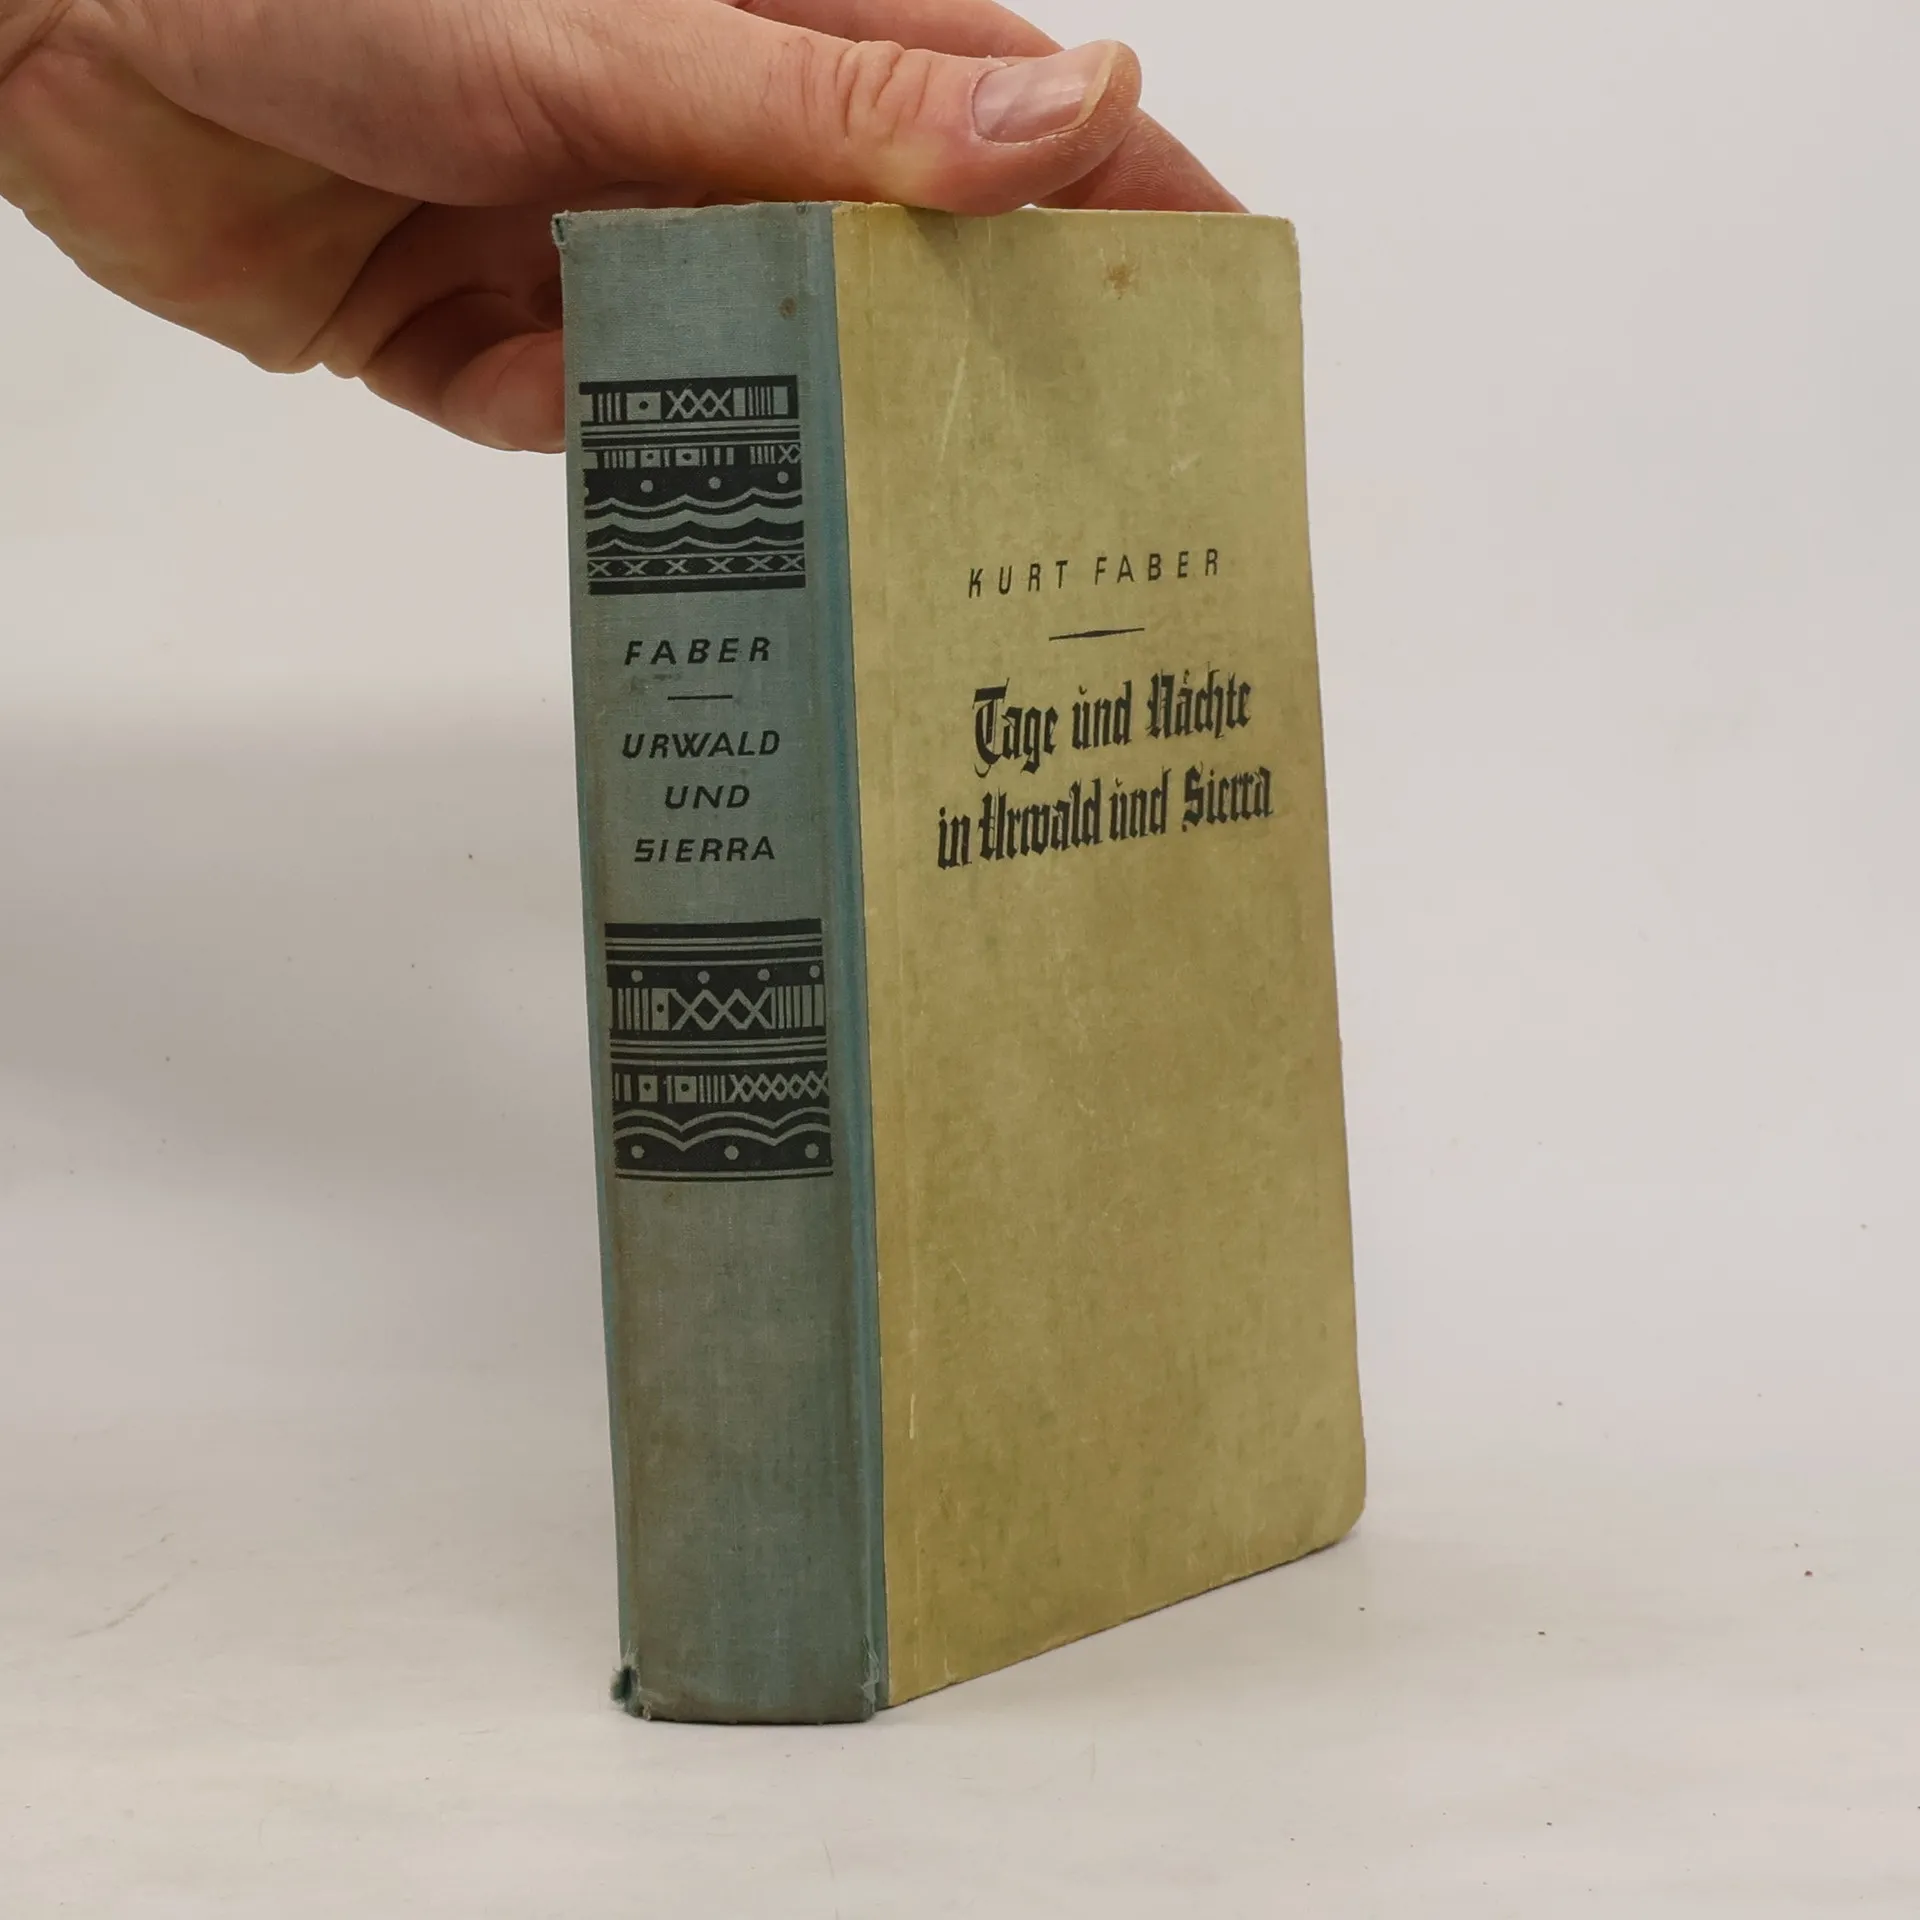 FABER
URWALD
UND
SIERRA
KURT FABER
Tage und Nächte
in Urwald und Sierra